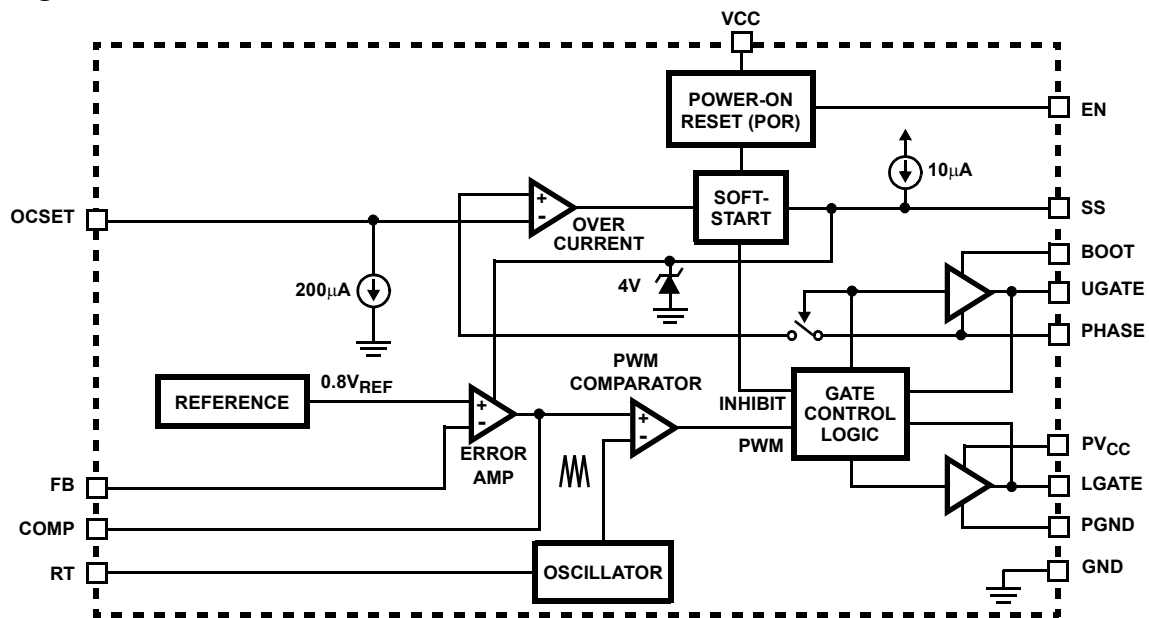 VCC
POWER-ON
RESET (POR)
EN
10µA
SOFT-
START
SS
OCSET
+
-
OVER
CURRENT
BOOT
200µA
4V
UGATE
PHASE
PWM
COMPARATOR
0.8VREF
REFERENCE
+
-
+
-
INHIBIT
GATE
CONTROL
LOGIC
PWM
ERROR
AMP
PVCC
FB
LGATE
COMP
PGND
RT
OSCILLATOR
GND